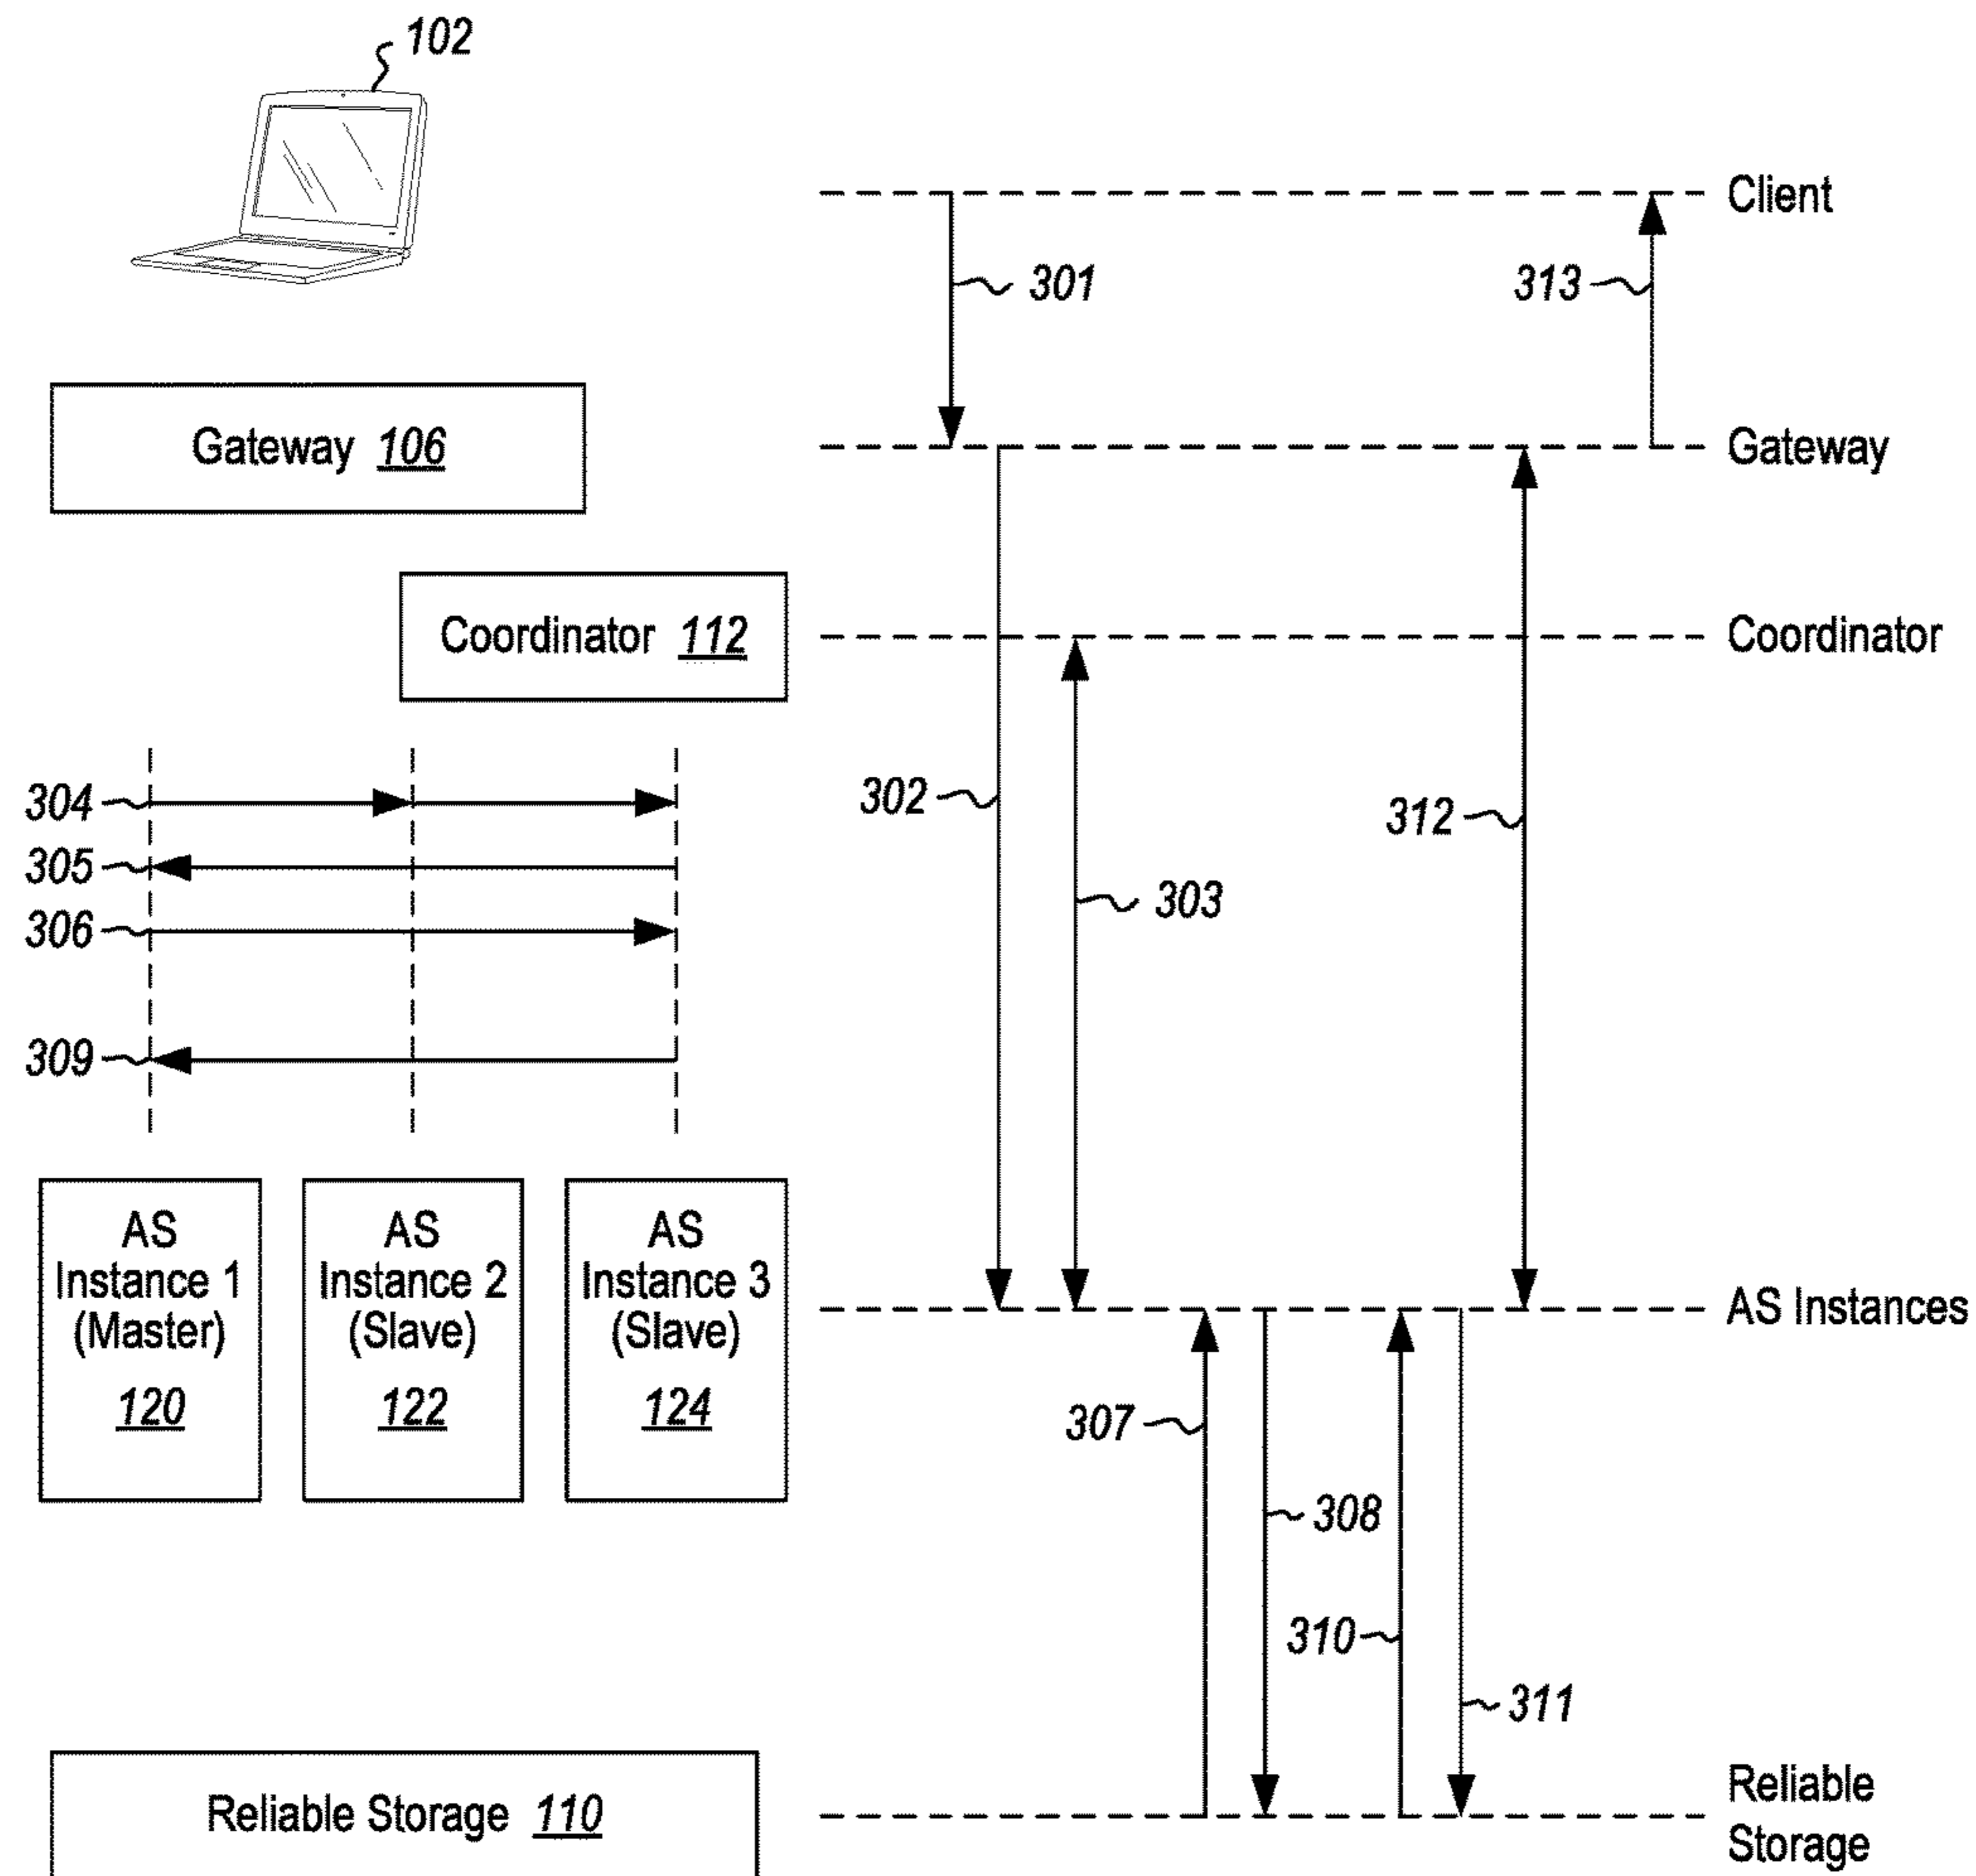 102
Client
301
313
Gateway 106
Gateway
Coordinator 112
Coordinator
304
302
312
305
303
306
309
AS
Instance 1
(Master)
120
AS
Instance 2
(Slave)
122
AS
Instance 3
(Slave)
124
AS Instances
307
308
310
311
Reliable Storage 110
Reliable
Storage